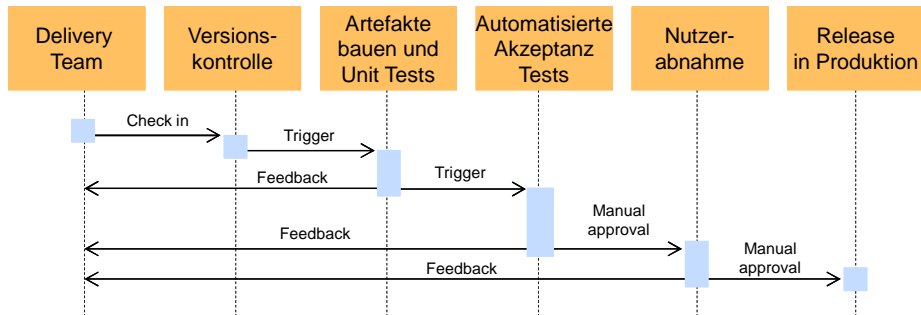 Delivery
Team
Versions-
kontrolle
Artefakte
bauen und
Unit Tests
Automatisierte
Akzeptanz
Tests
Nutzer-
abnahme
Release
in Produktion
Check in
Trigger
Feedback
Trigger
Feedback
Manual
approval
Feedback
Manual
approval